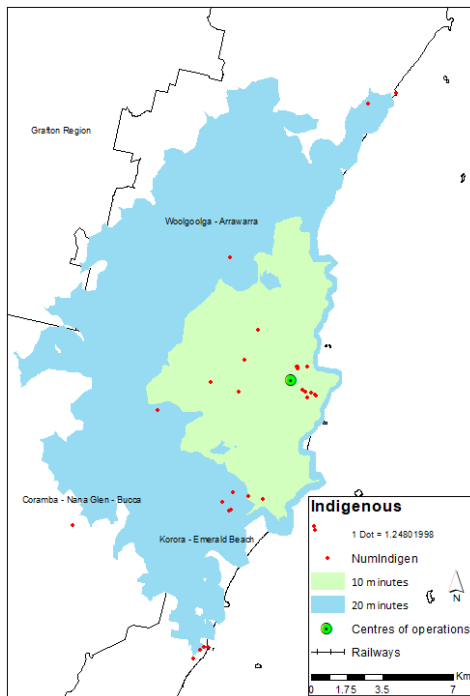 Grafton Region
Woolgoolga - Arrawarra
Coramba - Nana Glen - Bucca
Korora - Emerald Beach
Indigenous
1 Dot = 1.24801998
NumIndigen
10 minutes
20 minutes
N
Centres of operations
Railways
Km
0 1.75 3.5 7